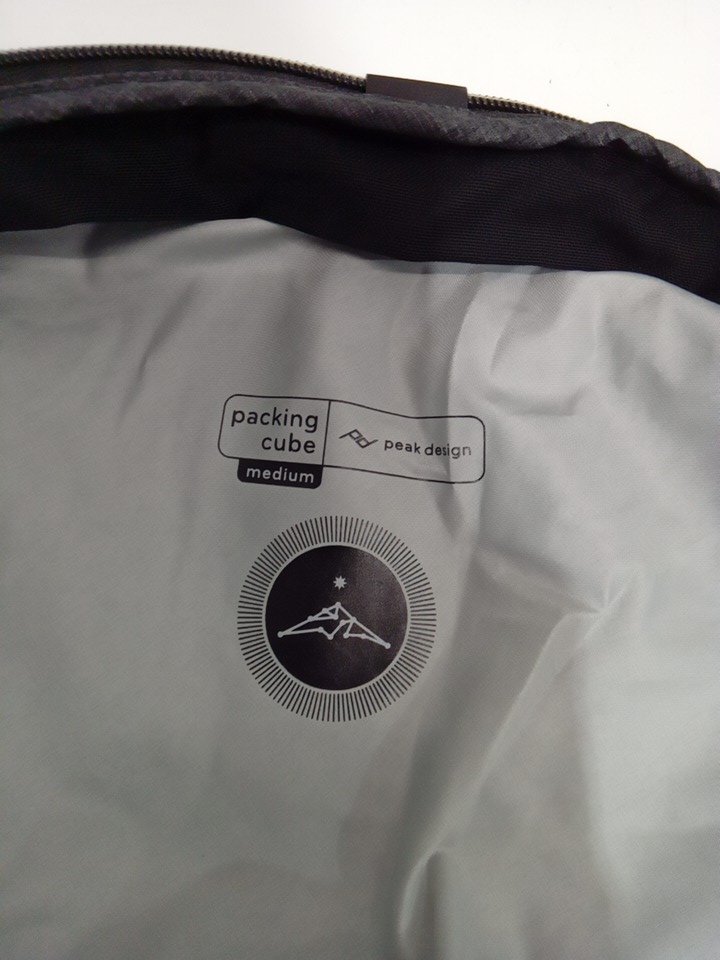 packing
cube
peak design
medium